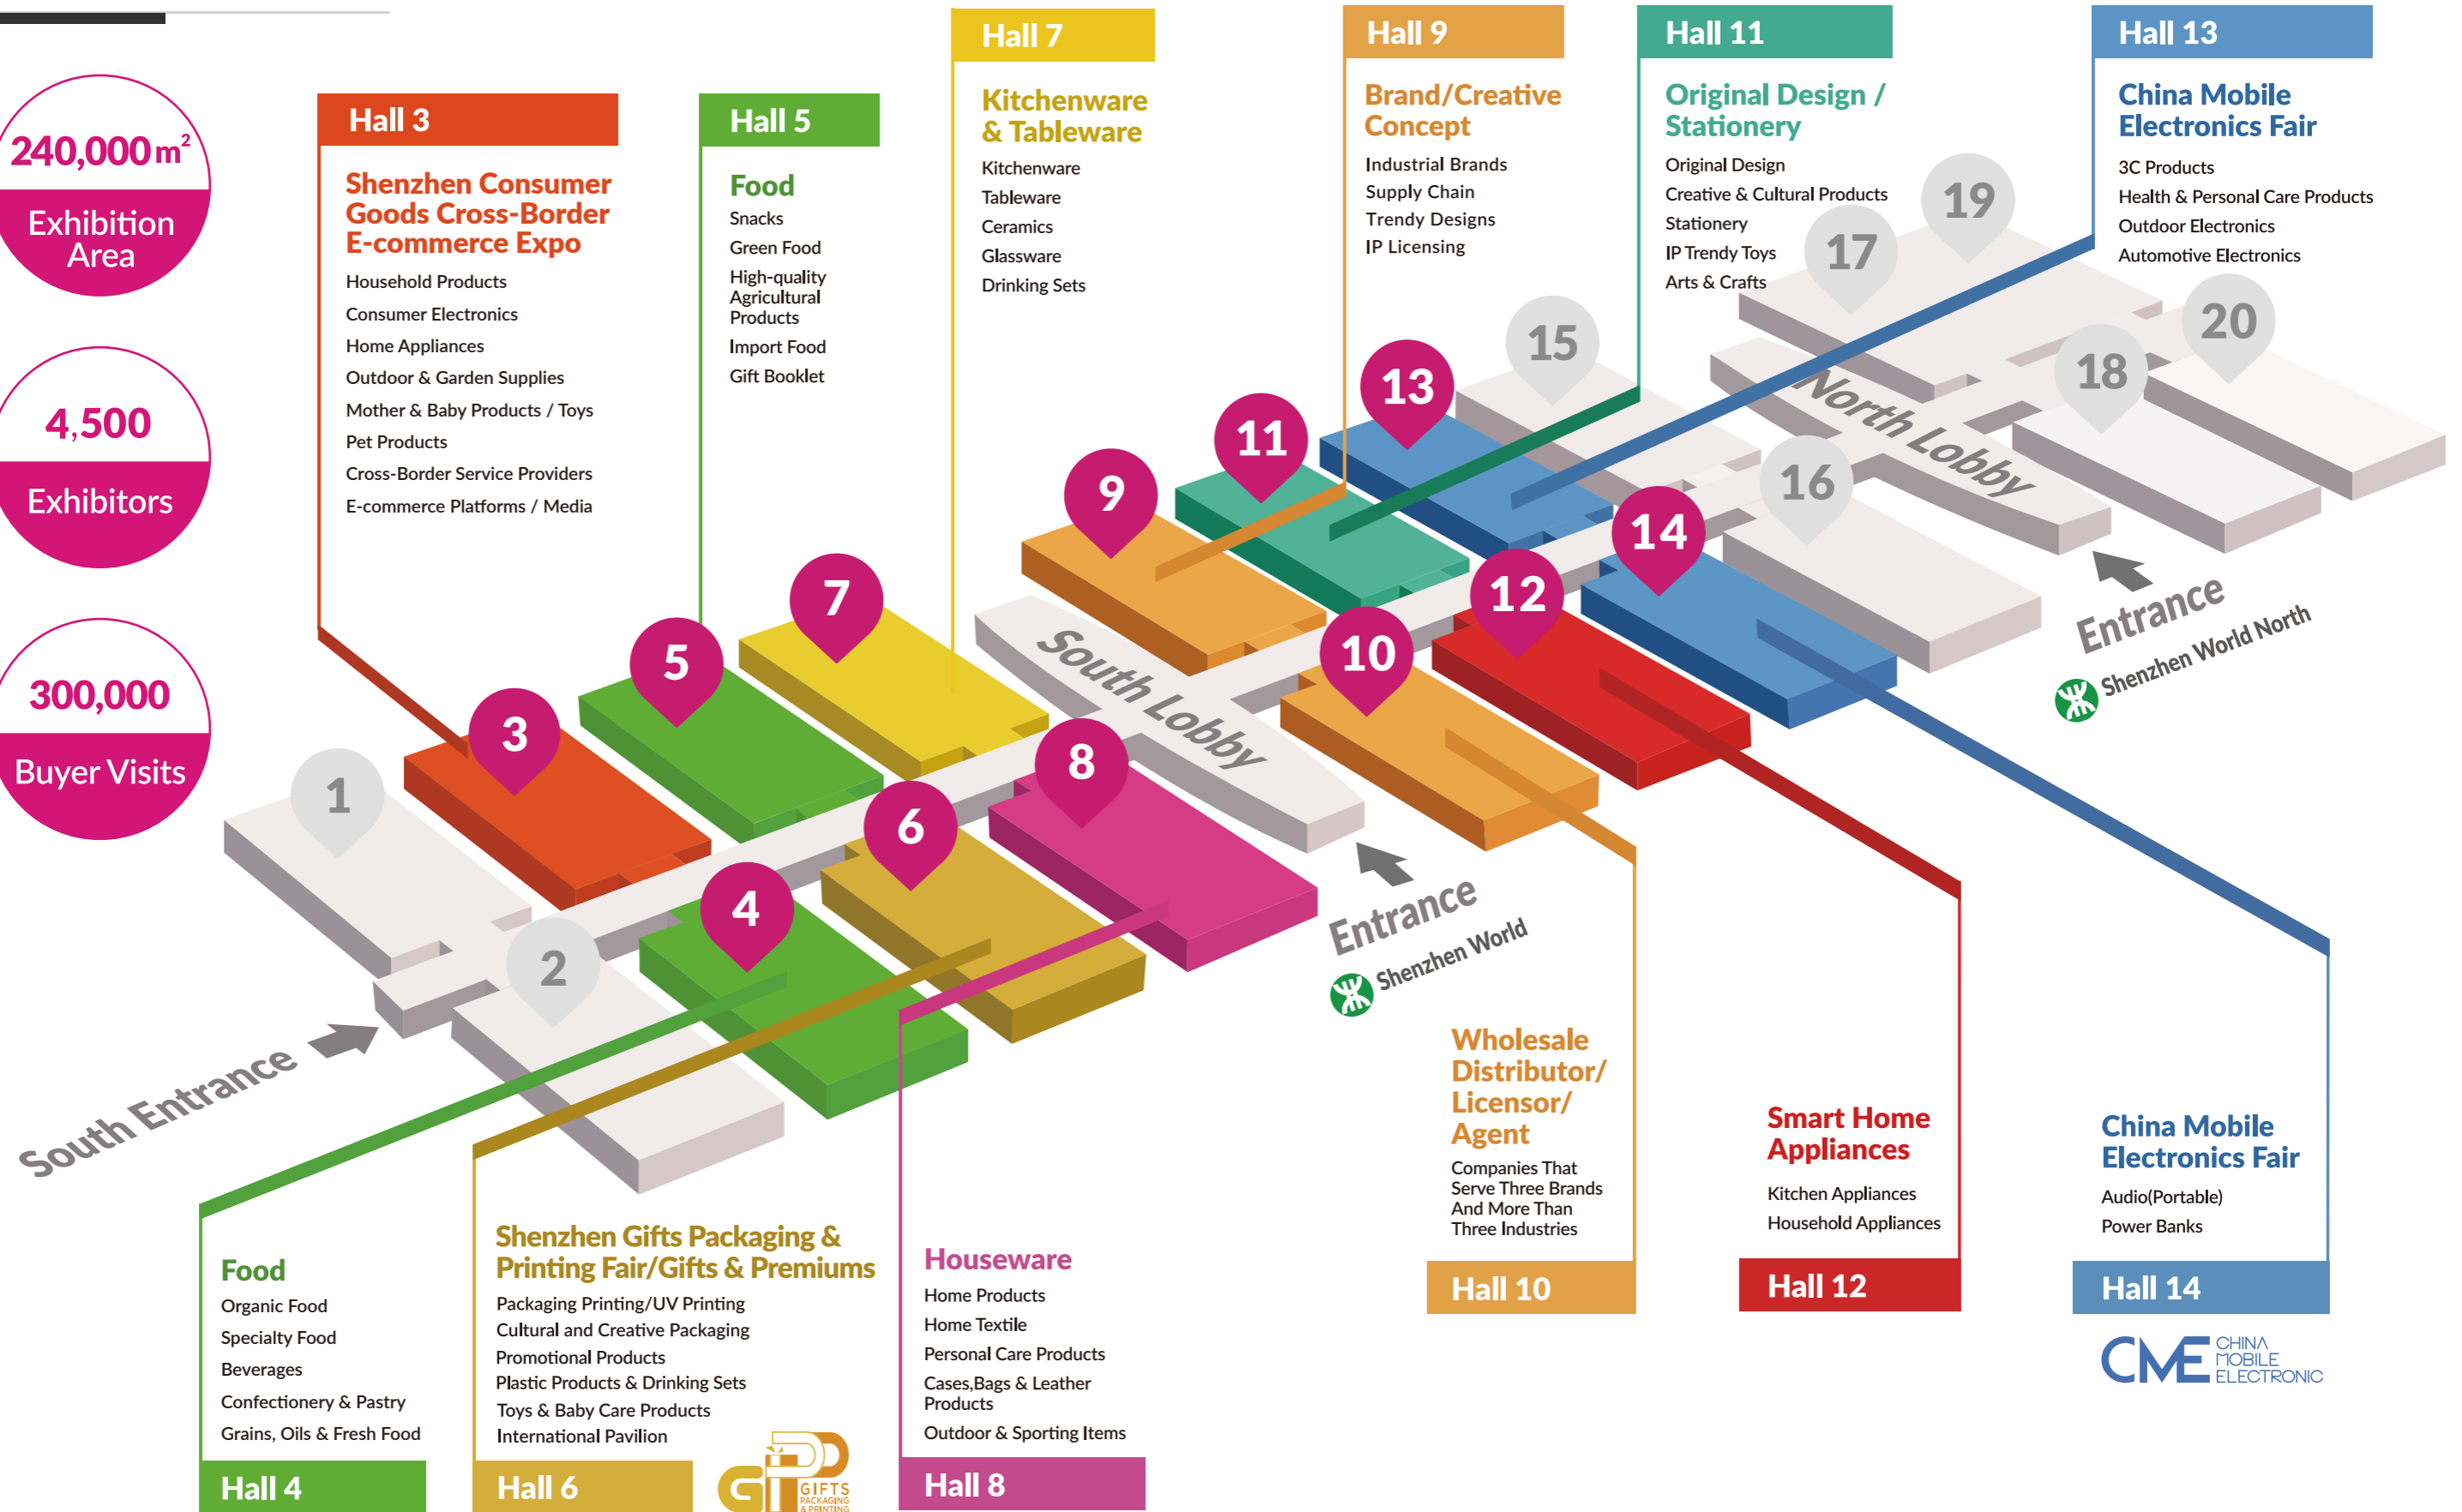 240,000 m²
Exhibition
Area
4,500
Exhibitors
300,000
Buyer Visits
Hall 3
Shenzhen Consumer
Goods Cross-Border
E-commerce Expo
Household Products
Consumer Electronics
Home Appliances
Outdoor & Garden Supplies
Mother & Baby Products / Toys
Pet Products
Cross-Border Service Providers
E-commerce Platforms / Media
Hall 5
Food
Snacks
Green Food
High-quality
Agricultural
Products
Import Food
Gift Booklet
Hall 7
Kitchenware
& Tableware
Kitchenware
Tableware
Ceramics
Glassware
Drinking Sets
Hall 9
Brand/Creative
Concept
Industrial Brands
Supply Chain
Trendy Designs
IP Licensing
Hall 11
Original Design /
Stationery
Original Design
Creative & Cultural Products
Stationery
IP Trendy Toys
Arts & Crafts
Hall 13
China Mobile
Electronics Fair
3C Products
Health & Personal Care Products
Outdoor Electronics
Automotive Electronics
19
17
20
15
18
13
11
16
9
14
12
7
10
5
3
8
1
6
4
2
North Lobby
South Lobby
Entrance
Shenzhen World North
Entrance
Shenzhen World
South Entrance
Food
Organic Food
Specialty Food
Beverages
Confectionery & Pastry
Grains, Oils & Fresh Food
Hall 4
Shenzhen Gifts Packaging &
Printing Fair/Gifts & Premiums
Packaging Printing/UV Printing
Cultural and Creative Packaging
Promotional Products
Plastic Products & Drinking Sets
Toys & Baby Care Products
International Pavilion
Hall 6
GIPP
GIFTS
PACKAGING
& PRINTING
Houseware
Home Products
Home Textile
Personal Care Products
Cases,Bags & Leather
Products
Outdoor & Sporting Items
Hall 8
Wholesale
Distributor/
Licensor/
Agent
Companies That
Serve Three Brands
And More Than
Three Industries
Hall 10
Smart Home
Appliances
Kitchen Appliances
Household Appliances
Hall 12
China Mobile
Electronics Fair
Audio(Portable)
Power Banks
Hall 14
CME
CHINA
MOBILE
ELECTRONIC